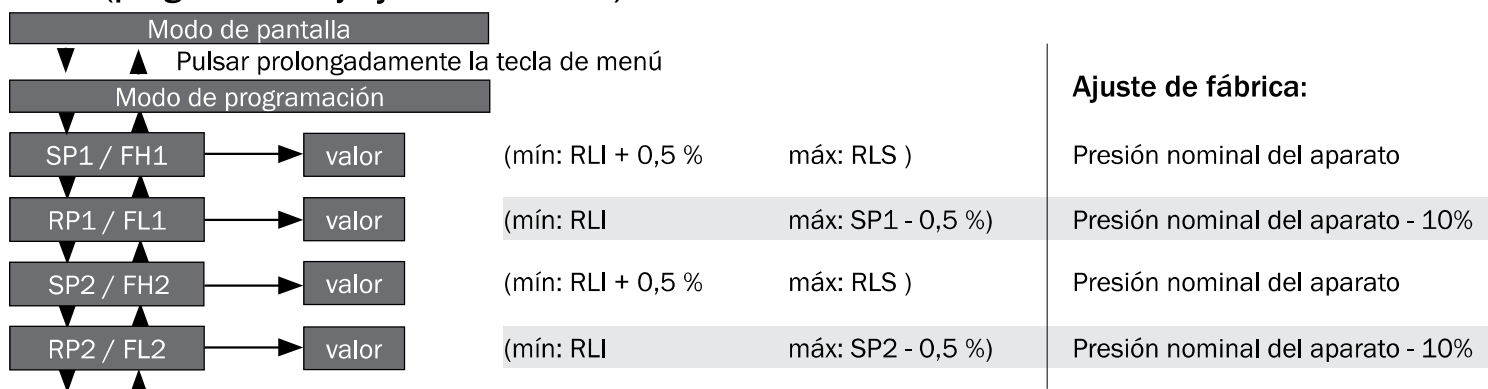 Modo de pantalla
Pulsar prolongadamente la tecla de menú
Modo de programación
Ajuste de fábrica:
SP1 / FH1 valor (mín: RLI + 0,5 % máx: RLS ) Presión nominal del aparato
RP1 / FL1 valor (mín: RLI máx: SP1 - 0,5 %) Presión nominal del aparato - 10%
SP2 / FH2 valor (mín: RLI + 0,5 % máx: RLS ) Presión nominal del aparato
RP2 / FL2 valor (mín: RLI máx: SP2 - 0,5 %) Presión nominal del aparato - 10%